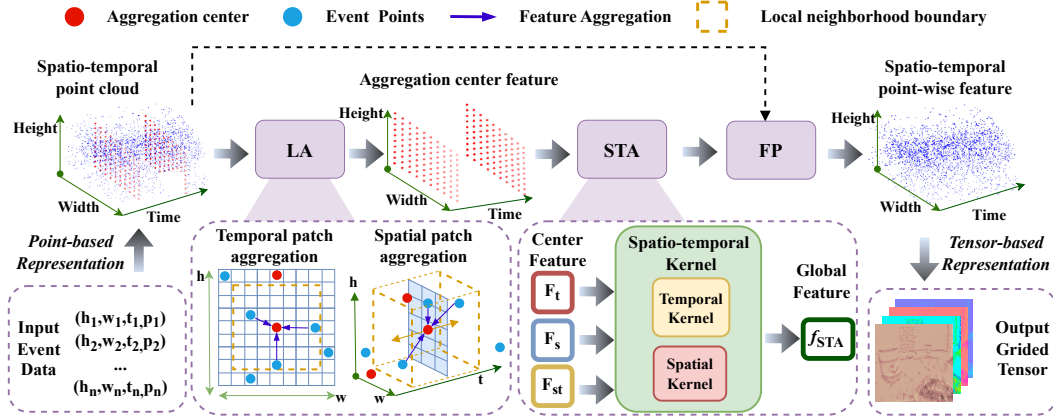 Aggregation center
Event Points
Feature Aggregation
Local neighborhood boundary
Spatio-temporal
point cloud
Aggregation center feature
Spatio-temporal
point-wise feature
Height
Width
Time
LA
STA
FP
Height
Width
Time
Height
Width
Time
Point-based
Representation
Tensor-based
Representation
Input
Event
Data
(h1,w1,t1,p1)
(h2,w2,t2,p2)
...
(hn,wn,tn,pn)
Temporal patch
aggregation
h
w
Spatial patch
aggregation
h
w
t
Center
Feature
Ft
Fs
Fst
Spatio-temporal
Kernel
Temporal
Kernel
Spatial
Kernel
Global
Feature
fSTA
Output
Grided
Tensor